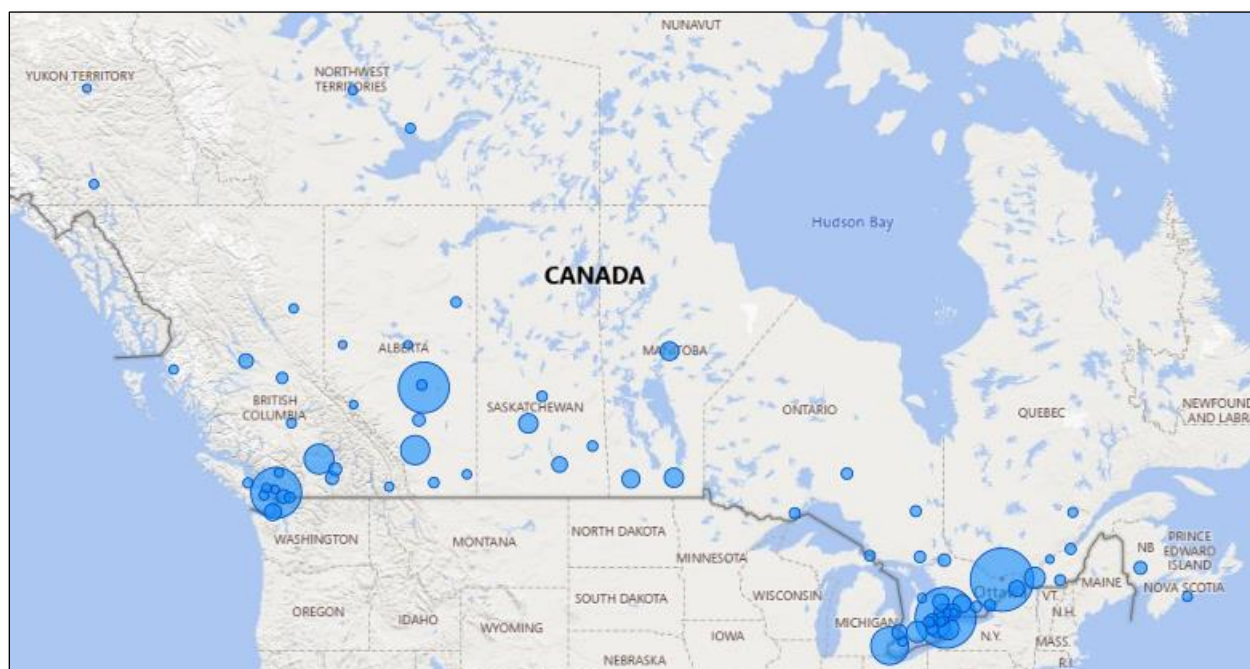 NUNAVUT
YUKON TERRITORY
NORTHWEST
TERRITORIES
Hudson Bay
CANADA
ALBERTA
MANITOBA
BRITISH
COLUMBIA
SASKATCHEWAN
ONTARIO
QUEBEC
NEWFOUND
AND LABRA
WASHINGTON
MONTANA
NORTH DAKOTA
MINNESOTA
NB
PRINCE
EDWARD
ISLAND
NOVA SCOTIA
MAINE
Ottawa
VT.
N.H.
OREGON
IDAHO
WYOMING
SOUTH DAKOTA
WISCONSIN
MICHIGAN
N.Y.
MASS.
R.I.
IOWA
NEBRASKA